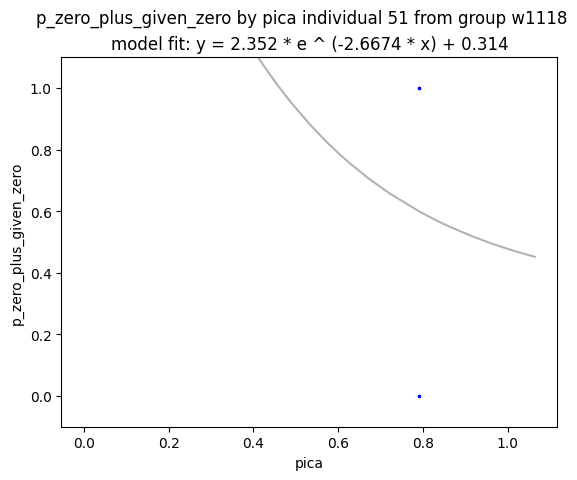 p_zero_plus_given_zero by pica individual 51 from group w1118
model fit: y = 2.352 * e ^ (-2.6674 * x) + 0.314
1.0
0.8
0.6
0.4
0.2
0.0
p_zero_plus_given_zero
0.0 0.2 0.4 0.6 0.8 1.0
pica